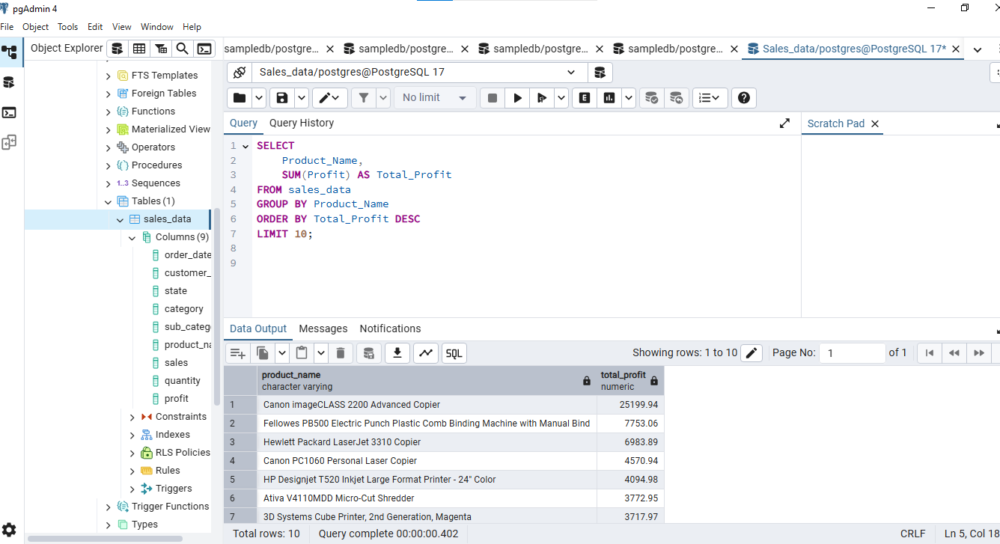 pgAdmin 4
File Object Tools Edit View Window Help
Object Explorer
sampledb/postgre... sampledb/postgre... sampledb/postgre... sampledb/postgre... Sales_data/postgres@PostgreSQL 17*
FTS Templates
Foreign Tables
Functions
Materialized View
Operators
Procedures
1..3 Sequences
Tables (1)
sales_data
Columns (9)
order_date
customer_
state
category
sub_categ
product_na
sales
quantity
profit
Constraints
Indexes
RLS Policies
Rules
Triggers
Trigger Functions
Types
Sales_data/postgres@PostgreSQL 17
No limit
E
Query Query History
Scratch Pad
1 SELECT
2 Product_Name,
3 SUM(Profit) AS Total_Profit
4 FROM sales_data
5 GROUP BY Product_Name
6 ORDER BY Total_Profit DESC
7 LIMIT 10;
8
9
Data Output Messages Notifications
SQL
Showing rows: 1 to 10 Page No: 1 of 1
product_name total_profit
character varying numeric
1 Canon imageCLASS 2200 Advanced Copier 25199.94
2 Fellowes PB500 Electric Punch Plastic Comb Binding Machine with Manual Bind 7753.06
3 Hewlett Packard LaserJet 3310 Copier 6983.89
4 Canon PC1060 Personal Laser Copier 4570.94
5 HP Designjet T520 Inkjet Large Format Printer - 24" Color 4094.98
6 Ativa V4110MDD Micro-Cut Shredder 3772.95
7 3D Systems Cube Printer, 2nd Generation, Magenta 3717.97
Total rows: 10 Query complete 00:00:00.402 CRLF Ln 5, Col 18